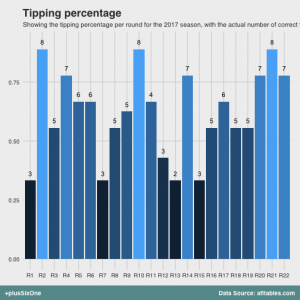 Tipping percentage
Showing the tipping percentage per round for the 2017 season, with the actual number of correct
8 8 8
7 7 7 7
6 6 4 6
5 5 5 5 5 5
3 3 3 2 3
0.75
0.50
0.25
0.00
R1 R2 R3 R4 R5 R6 R7 R8 R9 R10 R11 R12 R13 R14 R15 R16 R17 R18 R19 R20 R21 R22
+plusSixOne Data Source: afltables.com